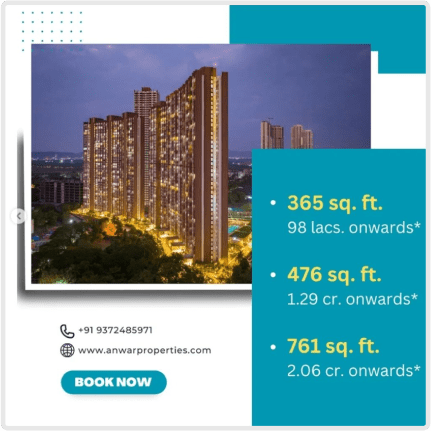 365 sq. ft.
98 lacs. onwards*
476 sq. ft.
1.29 cr. onwards*
761 sq. ft.
2.06 cr. onwards*
+91 9372485971
www.anwarproperties.com
BOOK NOW